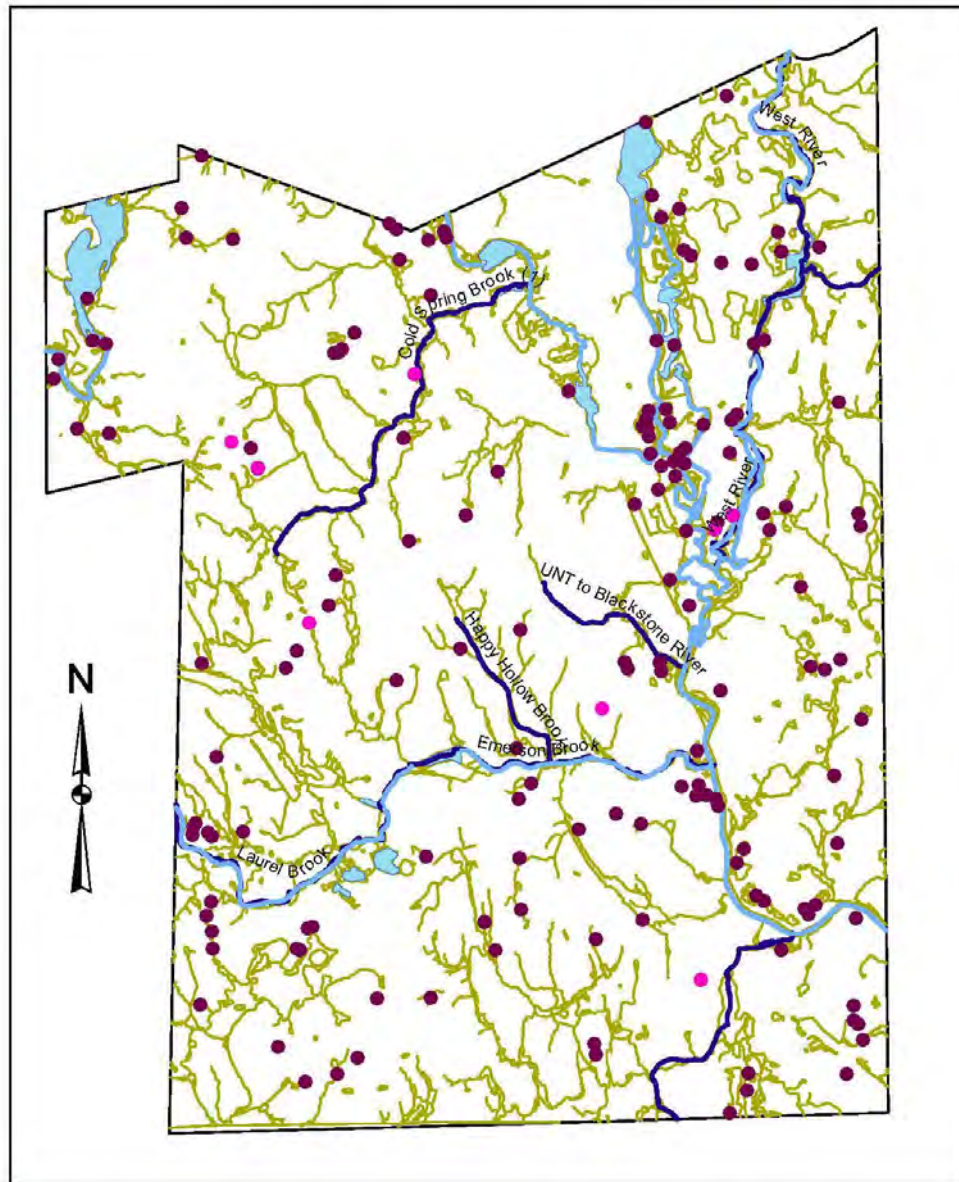 West River
Cold Spring Brook (1)
West River
UNT to Blackstone River
Happy Hollow Brook
Emerson Brook
N
Laurel Brook